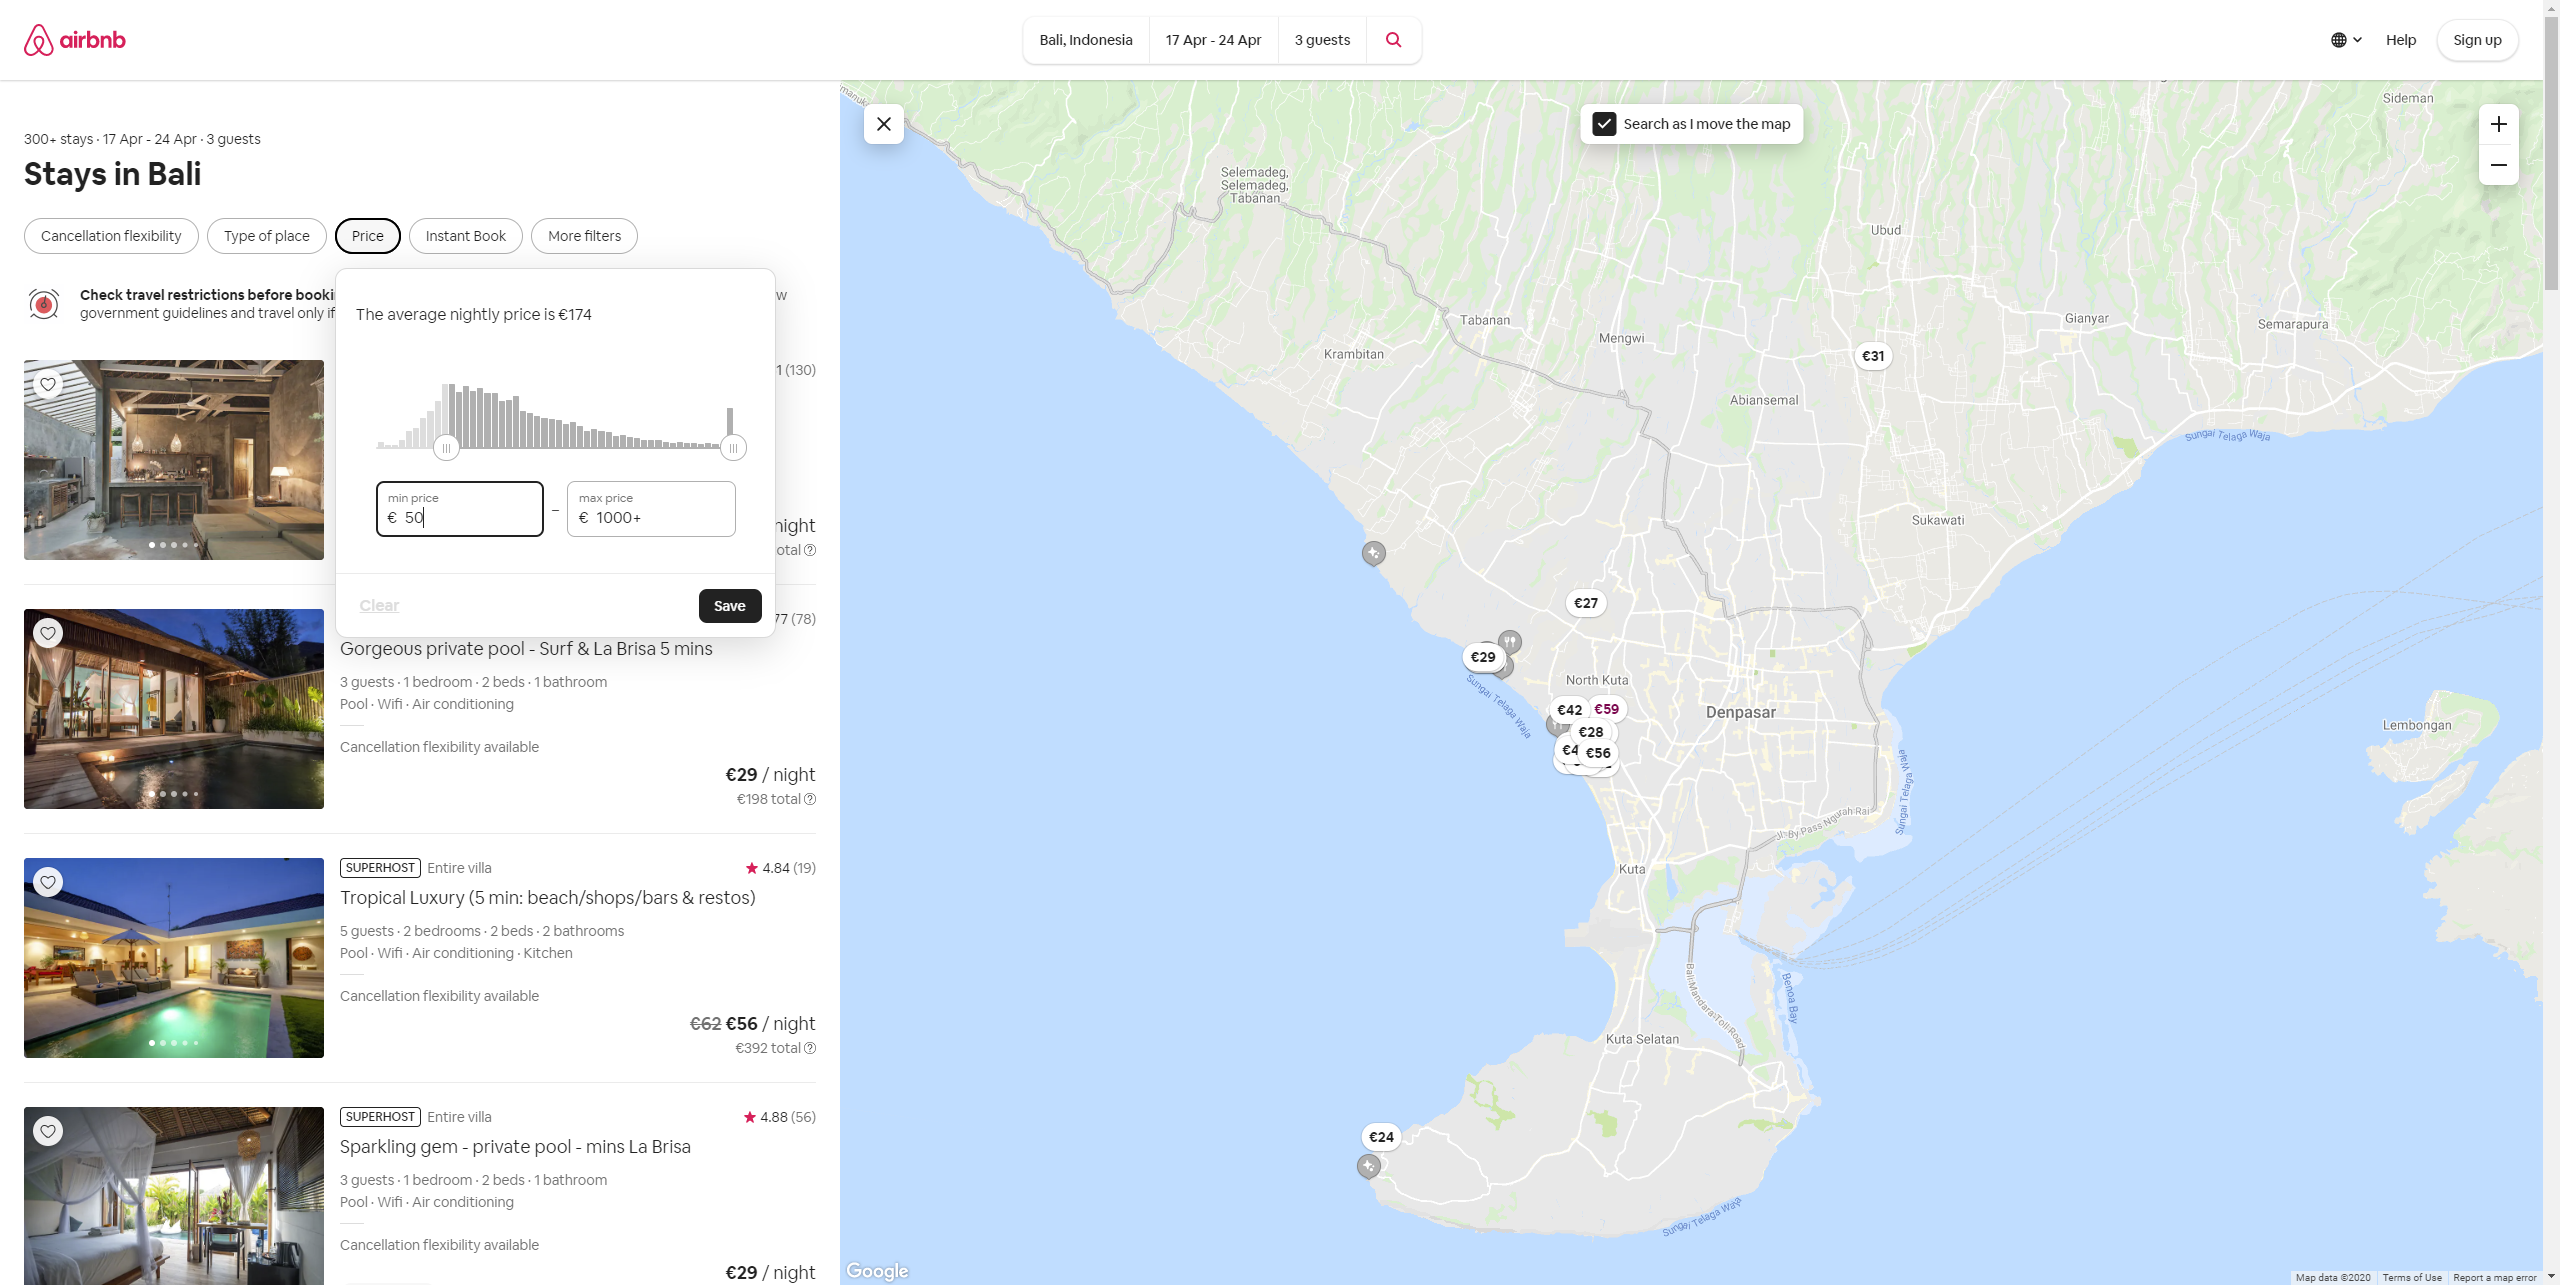 airbnb
Bali, Indonesia
17 Apr - 24 Apr
3 guests
Help
Sign up
300+ stays · 17 Apr - 24 Apr · 3 guests
Stays in Bali
Cancellation flexibility
Type of place
Price
Instant Book
More filters
Check travel restrictions before
government guidelines and travel only if
The average nightly price is €174
min price
€ 50
–
max price
€ 1000+
Clear
Save
(130)
(78)
Gorgeous private pool - Surf & La Brisa 5 mins
3 guests · 1 bedroom · 2 beds · 1 bathroom
Pool · Wifi · Air conditioning
Cancellation flexibility available
€29 / night
€198 total
SUPERHOST Entire villa
4.84 (19)
Tropical Luxury (5 min: beach/shops/bars & restos)
5 guests · 2 bedrooms · 2 beds · 2 bathrooms
Pool · Wifi · Air conditioning · Kitchen
Cancellation flexibility available
€62 €56 / night
€392 total
SUPERHOST Entire villa
4.88 (56)
Sparkling gem - private pool - mins La Brisa
3 guests · 1 bedroom · 2 beds · 1 bathroom
Pool · Wifi · Air conditioning
Cancellation flexibility available
€29 / night
Search as I move the map
Sideman
Selemadeg,
Selemadeg,
Tabanan
Ubud
Tabanan
Gianyar
Semarapura
Mengwi
Krambitan
€31
Abiansemal
Sungai Telaga Waja
Sukawati
€27
€29
North Kuta
Sungai Telaga Waja
€42
€59
Denpasar
€28
€56
Lembongan
Sungai Telaga Waja
Jl. By Pass Ngurah Rai
Kuta
Bali Mandara Toll Road
Benoa Bay
Kuta Selatan
€24
Sungai Telaga Waja
Google
Map data ©2020
Terms of Use
Report a map error